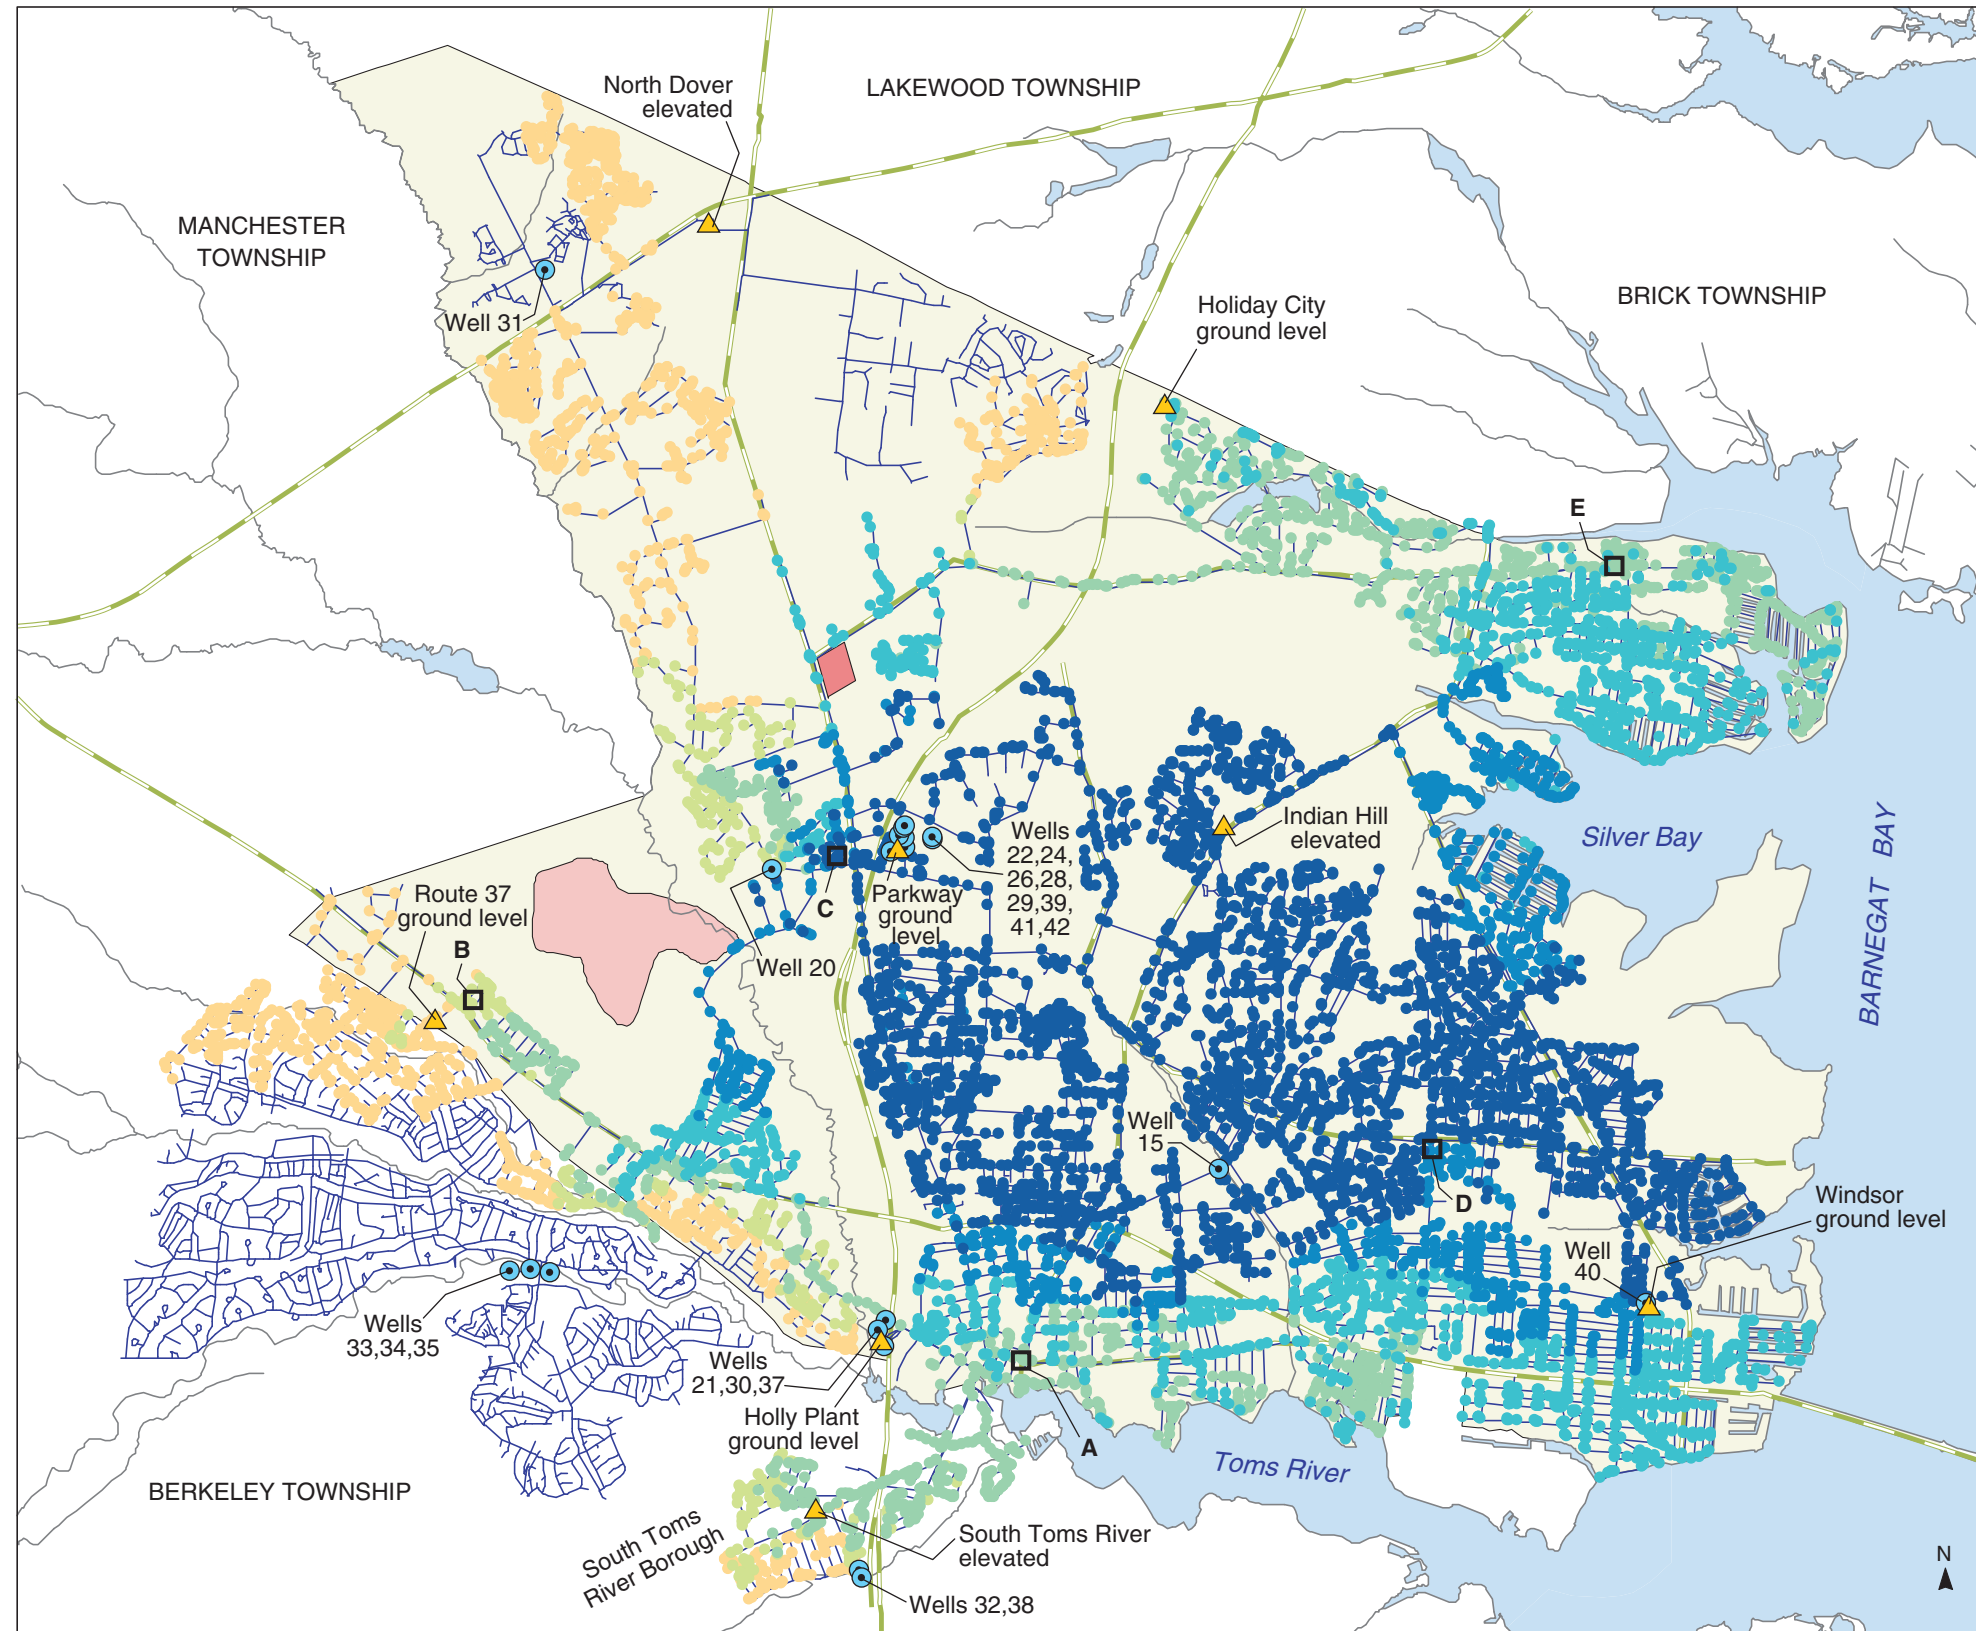 North Dover
elevated
LAKEWOOD TOWNSHIP
MANCHESTER
TOWNSHIP
BRICK TOWNSHIP
Holiday City
ground level
Well 31
E
Indian Hill
elevated
Silver Bay
BARNEGAT BAY
Wells
22,24,
26,28,
29,39,
41,42
Parkway
ground
level
C
Well 20
Route 37
ground level
B
Well
15
D
Windsor
ground level
Well
40
Wells
33,34,35
Wells
21,30,37
Holly Plant
ground level
A
Toms River
BERKELEY TOWNSHIP
South Toms
River Borough
South Toms River
elevated
Wells 32,38
N